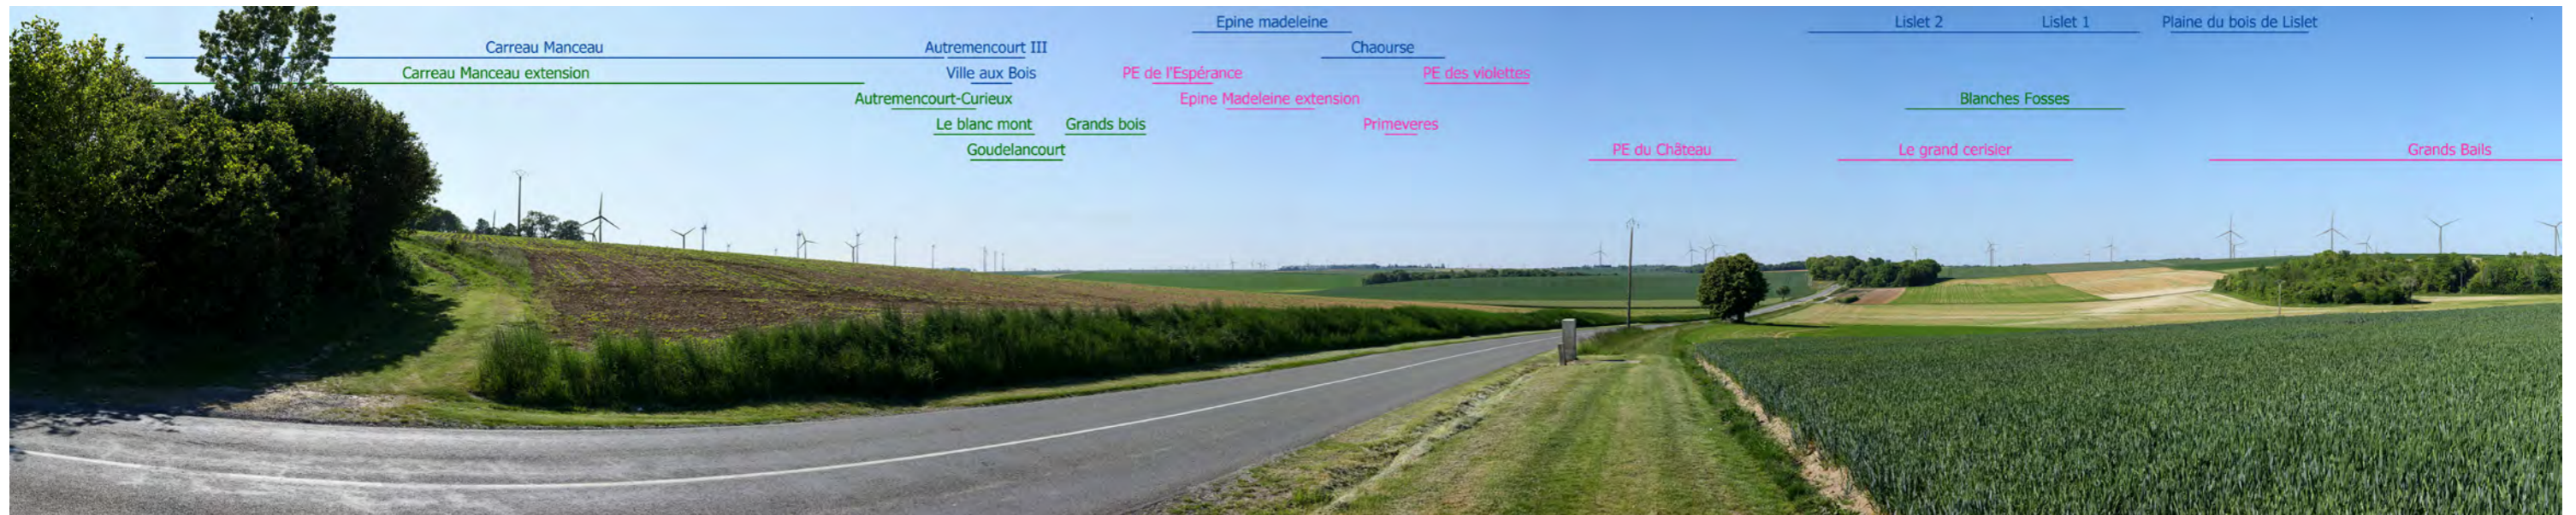 Epine madeleine Lislet 2 Lislet 1 Plaine du bois de Lislet
Carreau Manceau Autremencourt III Chaourse
Carreau Manceau extension Ville aux Bois PE de l'Espérance PE des violettes
Autremencourt-Curieux Epine Madeleine extension Blanches Fosses
Le blanc mont Grands bois Primeveres
Goudelancourt PE du Château Le grand cerisier Grands Bails